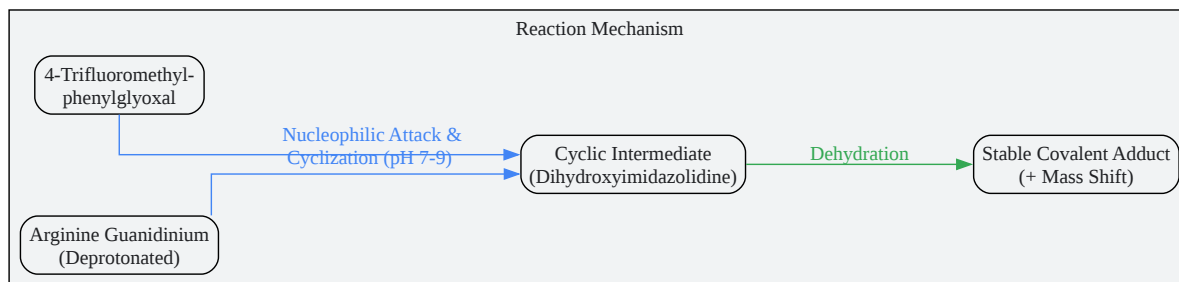 Reaction Mechanism
4-Trifluoromethyl-
phenylglyoxal
Nucleophilic Attack &
Cyclization (pH 7-9)
Cyclic Intermediate
(Dihydroxyimidazolidine)
Dehydration
Stable Covalent Adduct
(+ Mass Shift)
Arginine Guanidinium
(Deprotonated)